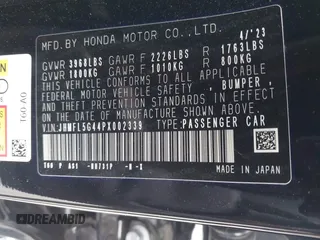 MFD.BY HONDA MOTOR CO.,LTD. 4/'23
GVWR 3968LBS GAWR F 2226LBS R 1763LBS
GVWR 1800KG GAWR F 1010KG R 800KG
THIS VEHICLE CONFORMS TO ALL APPLICABLE
FEDERAL MOTOR VEHICLE SAFETY, BUMPER,
AND THEFT PREVENTION STANDARDS IN EFFECT
ON THE DATE OF MANUFACTURE SHOWN ABOVE.
V.I.N.:JHMFL5G44PX002339 TYPE:PASSENGER CAR
MADE IN JAPAN
T60 A0
DREAMBID